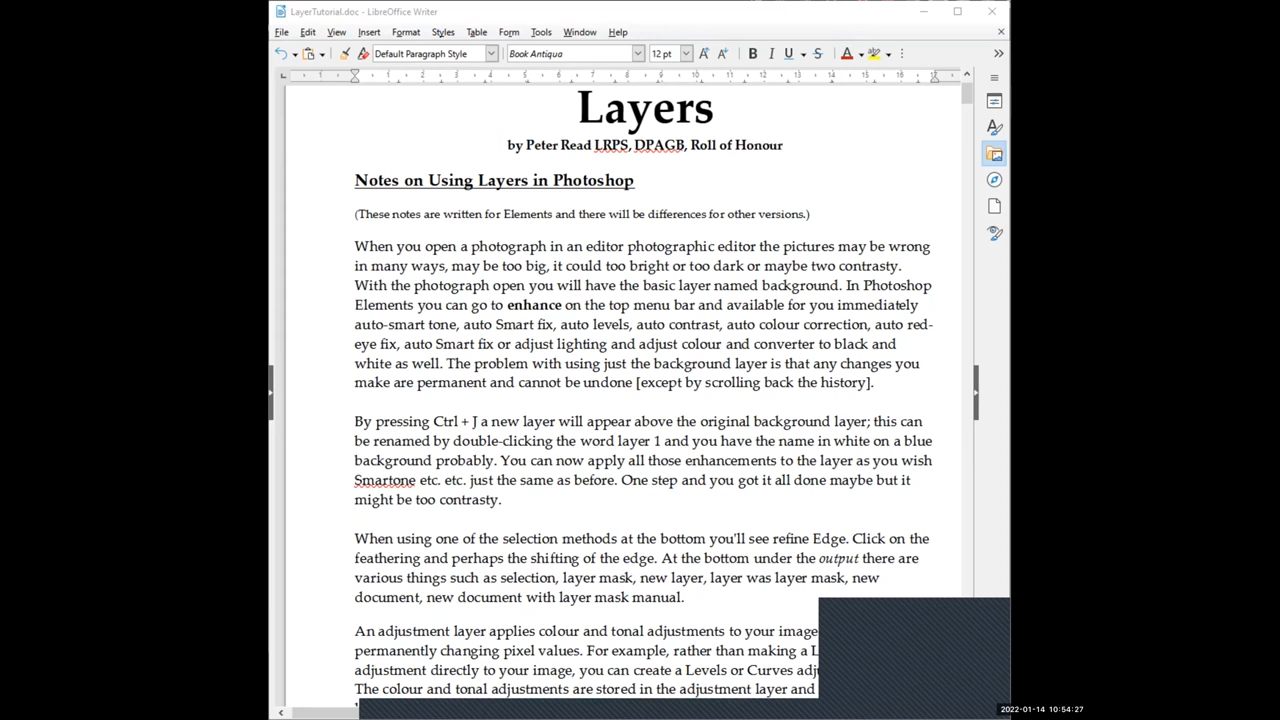 LayerTutorial.doc - LibreOffice Writer
File Edit View Insert Format Styles Table Form Tools Window Help
Default Paragraph Style Book Antiqua 12 pt B I U S A
1 1 2 3 4 5 6 7 8 9 10 11 12 13 14 15 16 17
Layers
by Peter Read LRPS, DPAGB, Roll of Honour
Notes on Using Layers in Photoshop
(These notes are written for Elements and there will be differences for other versions.)
When you open a photograph in an editor photographic editor the pictures may be wrong
in many ways, may be too big, it could too bright or too dark or maybe two contrasty.
With the photograph open you will have the basic layer named background. In Photoshop
Elements you can go to enhance on the top menu bar and available for you immediately
auto-smart tone, auto Smart fix, auto levels, auto contrast, auto colour correction, auto red-
eye fix, auto Smart fix or adjust lighting and adjust colour and converter to black and
white as well. The problem with using just the background layer is that any changes you
make are permanent and cannot be undone [except by scrolling back the history].
By pressing Ctrl + J a new layer will appear above the original background layer; this can
be renamed by double-clicking the word layer 1 and you have the name in white on a blue
background probably. You can now apply all those enhancements to the layer as you wish
Smartone etc. etc. just the same as before. One step and you got it all done maybe but it
might be too contrasty.
When using one of the selection methods at the bottom you'll see refine Edge. Click on the
feathering and perhaps the shifting of the edge. At the bottom under the output there are
various things such as selection, layer mask, new layer, layer was layer mask, new
document, new document with layer mask manual.
An adjustment layer applies colour and tonal adjustments to your image
permanently changing pixel values. For example, rather than making a L
adjustment directly to your image, you can create a Levels or Curves adj
The colour and tonal adjustments are stored in the adjustment layer and
2022-01-14 10:54:27